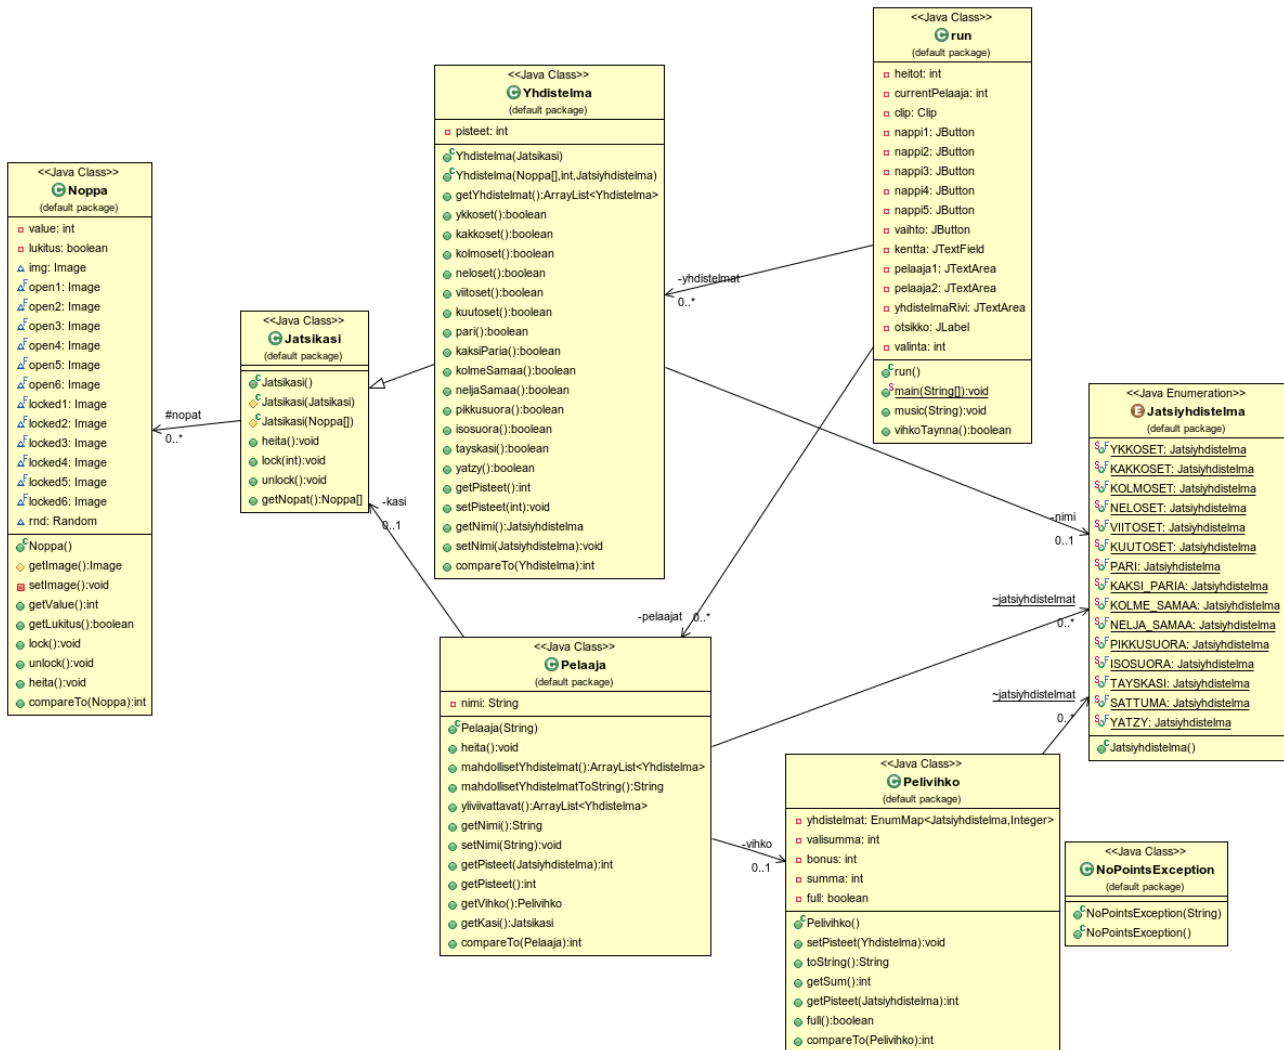 <<Java Class>>
Noppa
(default package)
value: int
lukitus: boolean
img: Image
open1: Image
open2: Image
open3: Image
open4: Image
open5: Image
open6: Image
locked1: Image
locked2: Image
locked3: Image
locked4: Image
locked5: Image
locked6: Image
rnd: Random
Noppa()
getImage():Image
setImage():void
getValue():int
getLukitus():boolean
lock():void
unlock():void
heita():void
compareTo(Noppa):int
#nopat
0..*
<<Java Class>>
Jatsikasi
(default package)
Jatsikasi()
Jatsikasi(Jatsikasi)
Jatsikasi(Noppa[])
heita():void
lock(int):void
unlock():void
getNopat():Noppa[]
-kasi
0..1
<<Java Class>>
Yhdistelma
(default package)
pisteet: int
Yhdistelma(Jatsikasi)
Yhdistelma(Noppa[],int,Jatsiyhdistelma)
getYhdistelmat():ArrayList<Yhdistelma>
ykkoset():boolean
kakkoset():boolean
kolmoset():boolean
neloset():boolean
viitoset():boolean
kuutoset():boolean
pari():boolean
kaksiParia():boolean
kolmeSamaa():boolean
neljaSamaa():boolean
pikkusuora():boolean
isosuora():boolean
tayskasi():boolean
yatzy():boolean
getPisteet():int
setPisteet(int):void
getNimi():Jatsiyhdistelma
setNimi(Jatsiyhdistelma):void
compareTo(Yhdistelma):int
-yhdistelmat
0..*
<<Java Class>>
run
(default package)
heitot: int
currentPelaaja: int
clip: Clip
nappi1: JButton
nappi2: JButton
nappi3: JButton
nappi4: JButton
nappi5: JButton
vaihto: JButton
kentta: JTextField
pelaaja1: JTextArea
pelaaja2: JTextArea
yhdistelmaRivi: JTextArea
otsikko: JLabel
valinta: int
run()
main(String[]):void
music(String):void
vihkoTaynna():boolean
-pelaajat
0..*
-nimi
0..1
<<Java Enumeration>>
Jatsiyhdistelma
(default package)
YKKOSET: Jatsiyhdistelma
KAKKOSET: Jatsiyhdistelma
KOLMOSET: Jatsiyhdistelma
NELOSET: Jatsiyhdistelma
VIITOSET: Jatsiyhdistelma
KUUTOSET: Jatsiyhdistelma
PARI: Jatsiyhdistelma
KAKSI_PARIA: Jatsiyhdistelma
KOLME_SAMAA: Jatsiyhdistelma
NELJA_SAMAA: Jatsiyhdistelma
PIKKUSUORA: Jatsiyhdistelma
ISOSUORA: Jatsiyhdistelma
TAYSKASI: Jatsiyhdistelma
SATTUMA: Jatsiyhdistelma
YATZY: Jatsiyhdistelma
Jatsiyhdistelma()
~jatsiyhdistelmat
0..*
~jatsiyhdistelmat
0..*
<<Java Class>>
Pelaaja
(default package)
nimi: String
Pelaaja(String)
heita():void
mahdollisetYhdistelmat():ArrayList<Yhdistelma>
mahdollisetYhdistelmatToString():String
yliviivattavat():ArrayList<Yhdistelma>
getNimi():String
setNimi(String):void
getPisteet(Jatsiyhdistelma):int
getPisteet():int
getVihko():Pelivihko
getKasi():Jatsikasi
compareTo(Pelaaja):int
-vihko
0..1
<<Java Class>>
Pelivihko
(default package)
yhdistelmat: EnumMap<Jatsiyhdistelma,Integer>
valisumma: int
bonus: int
summa: int
full: boolean
Pelivihko()
setPisteet(Yhdistelma):void
toString():String
getSum():int
getPisteet(Jatsiyhdistelma):int
full():boolean
compareTo(Pelivihko):int
<<Java Class>>
NoPointsException
(default package)
NoPointsException(String)
NoPointsException()